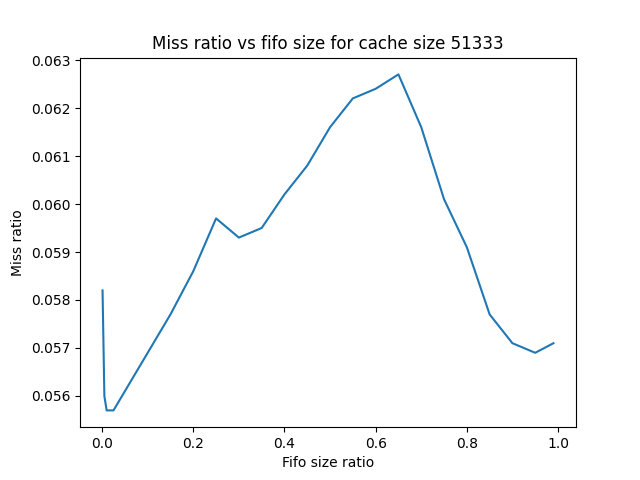 Miss ratio vs fifo size for cache size 51333
0.063
0.062
0.061
0.060
0.059
0.058
0.057
0.056
Miss ratio
0.0 0.2 0.4 0.6 0.8 1.0
Fifo size ratio